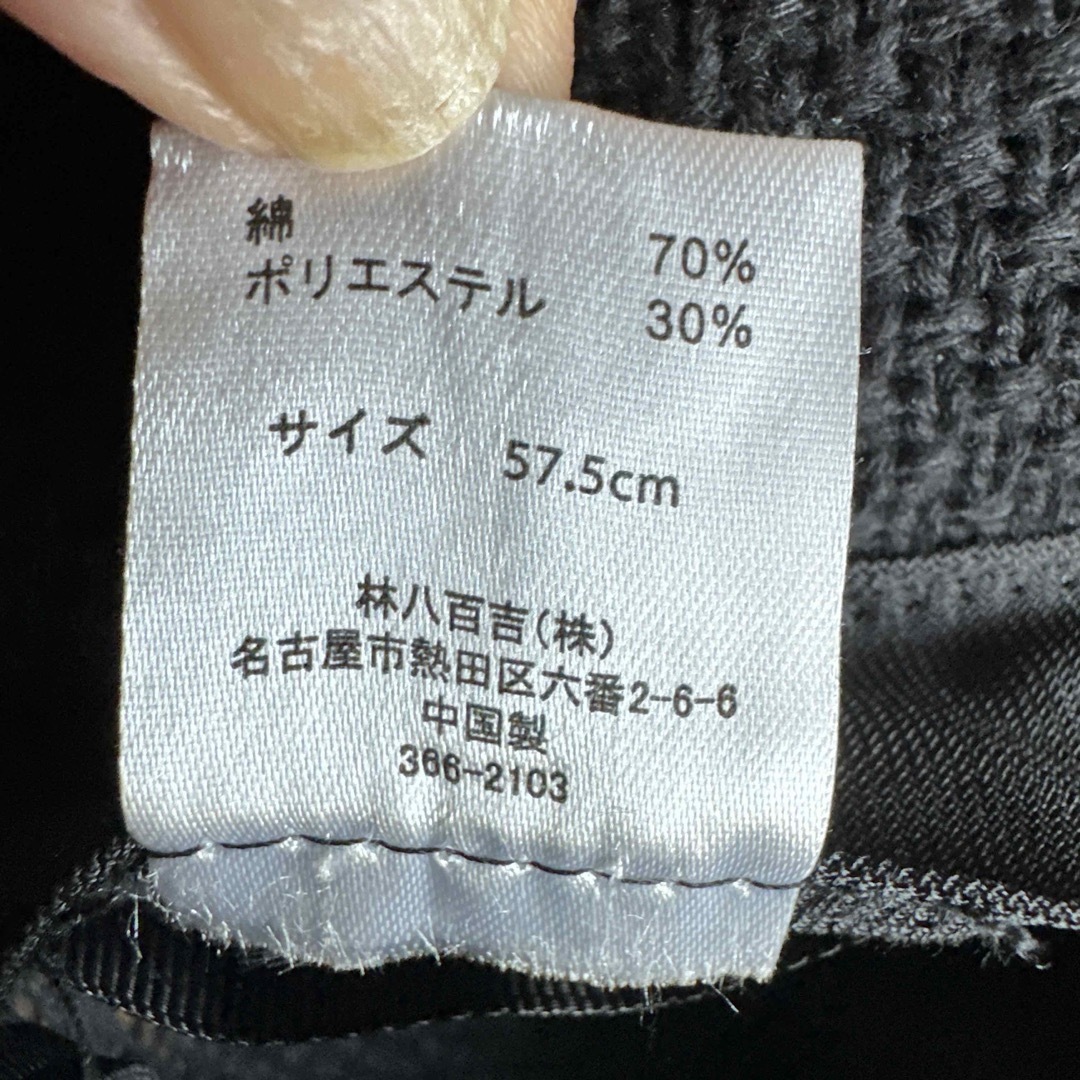 綿 70%
ポリエステル 30%
サイズ 57.5cm
林八百吉(株)
名古屋市熱田区六番2-6-6
中国製
366-2103